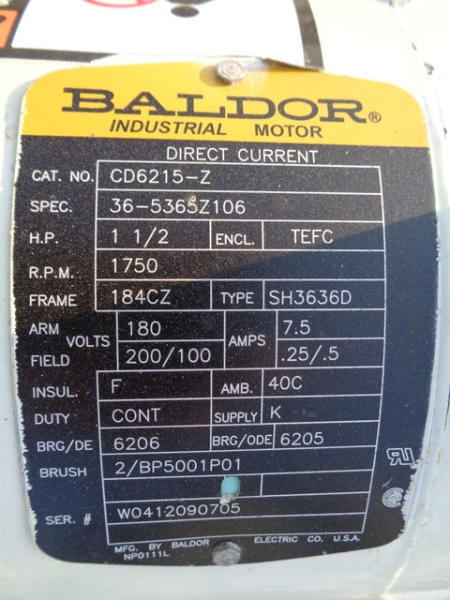 BALDOR®
INDUSTRIAL MOTOR
DIRECT CURRENT
CAT. NO. CD6215-Z
SPEC. 36-5365Z106
H.P. 1 1/2 ENCL. TEFC
R.P.M. 1750
FRAME 184CZ TYPE SH3636D
ARM VOLTS 180 AMPS 7.5
FIELD 200/100 .25/.5
INSUL. F AMB. 40C
DUTY CONT SUPPLY K
BRG/DE 6206 BRG/ODE 6205
BRUSH 2/BP5001P01
SER. # W0412090705
MFG. BY BALDOR ELECTRIC CO. U.S.A.
NP0111L